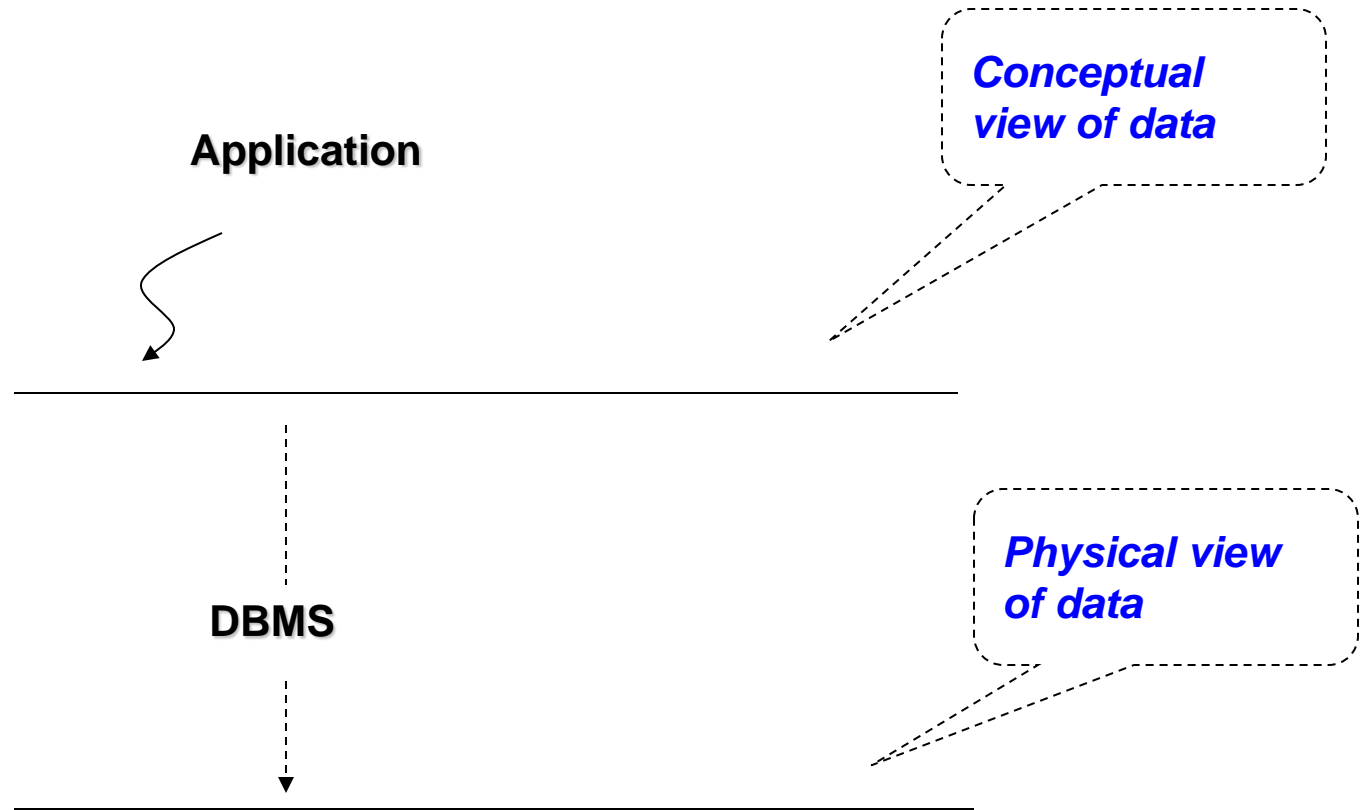 Conceptual
view of data
Application
Physical view
of data
DBMS